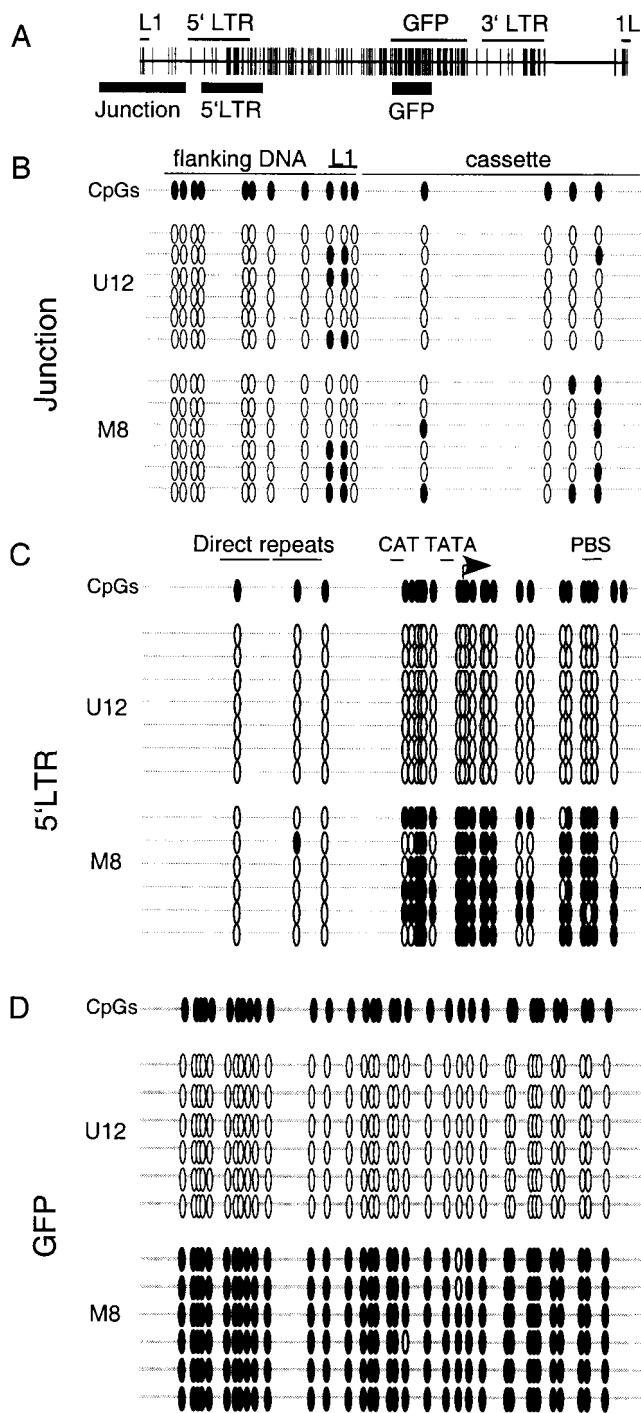 A
L1 5' LTR GFP 3' LTR 1L
Junction 5'LTR GFP
B
flanking DNA L1 cassette
CpGs
U12
Junction
M8
C
Direct repeats CAT TATA PBS
CpGs
U12
5'LTR
M8
D
CpGs
U12
GFP
M8